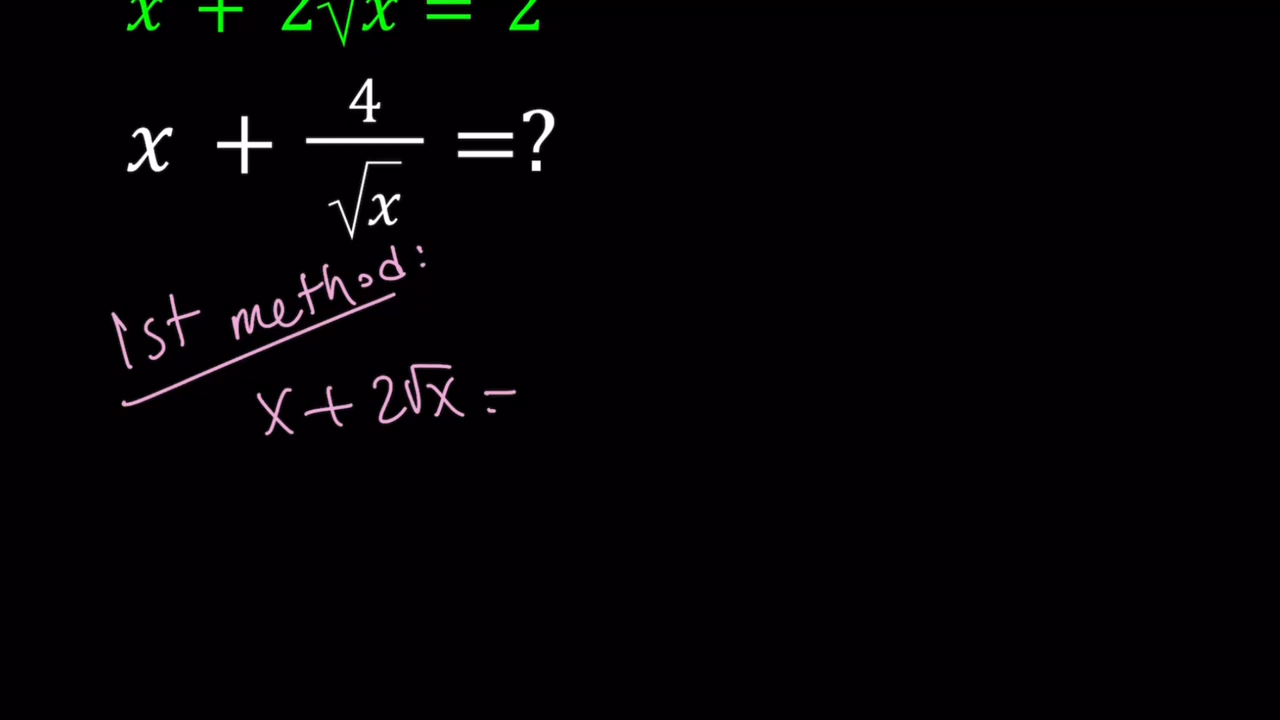 x + 2√x = 2
x + 4/√x =?
1st method:
x + 2√x =